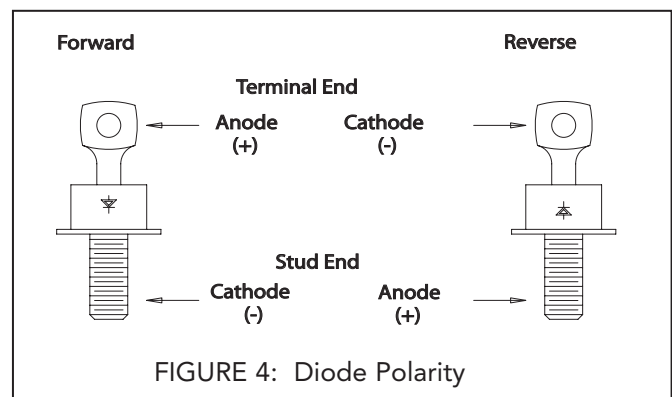 Forward Reverse
Terminal End
Anode Cathode
(+) (-)
Stud End
Cathode Anode
(-) (+)
FIGURE 4: Diode Polarity